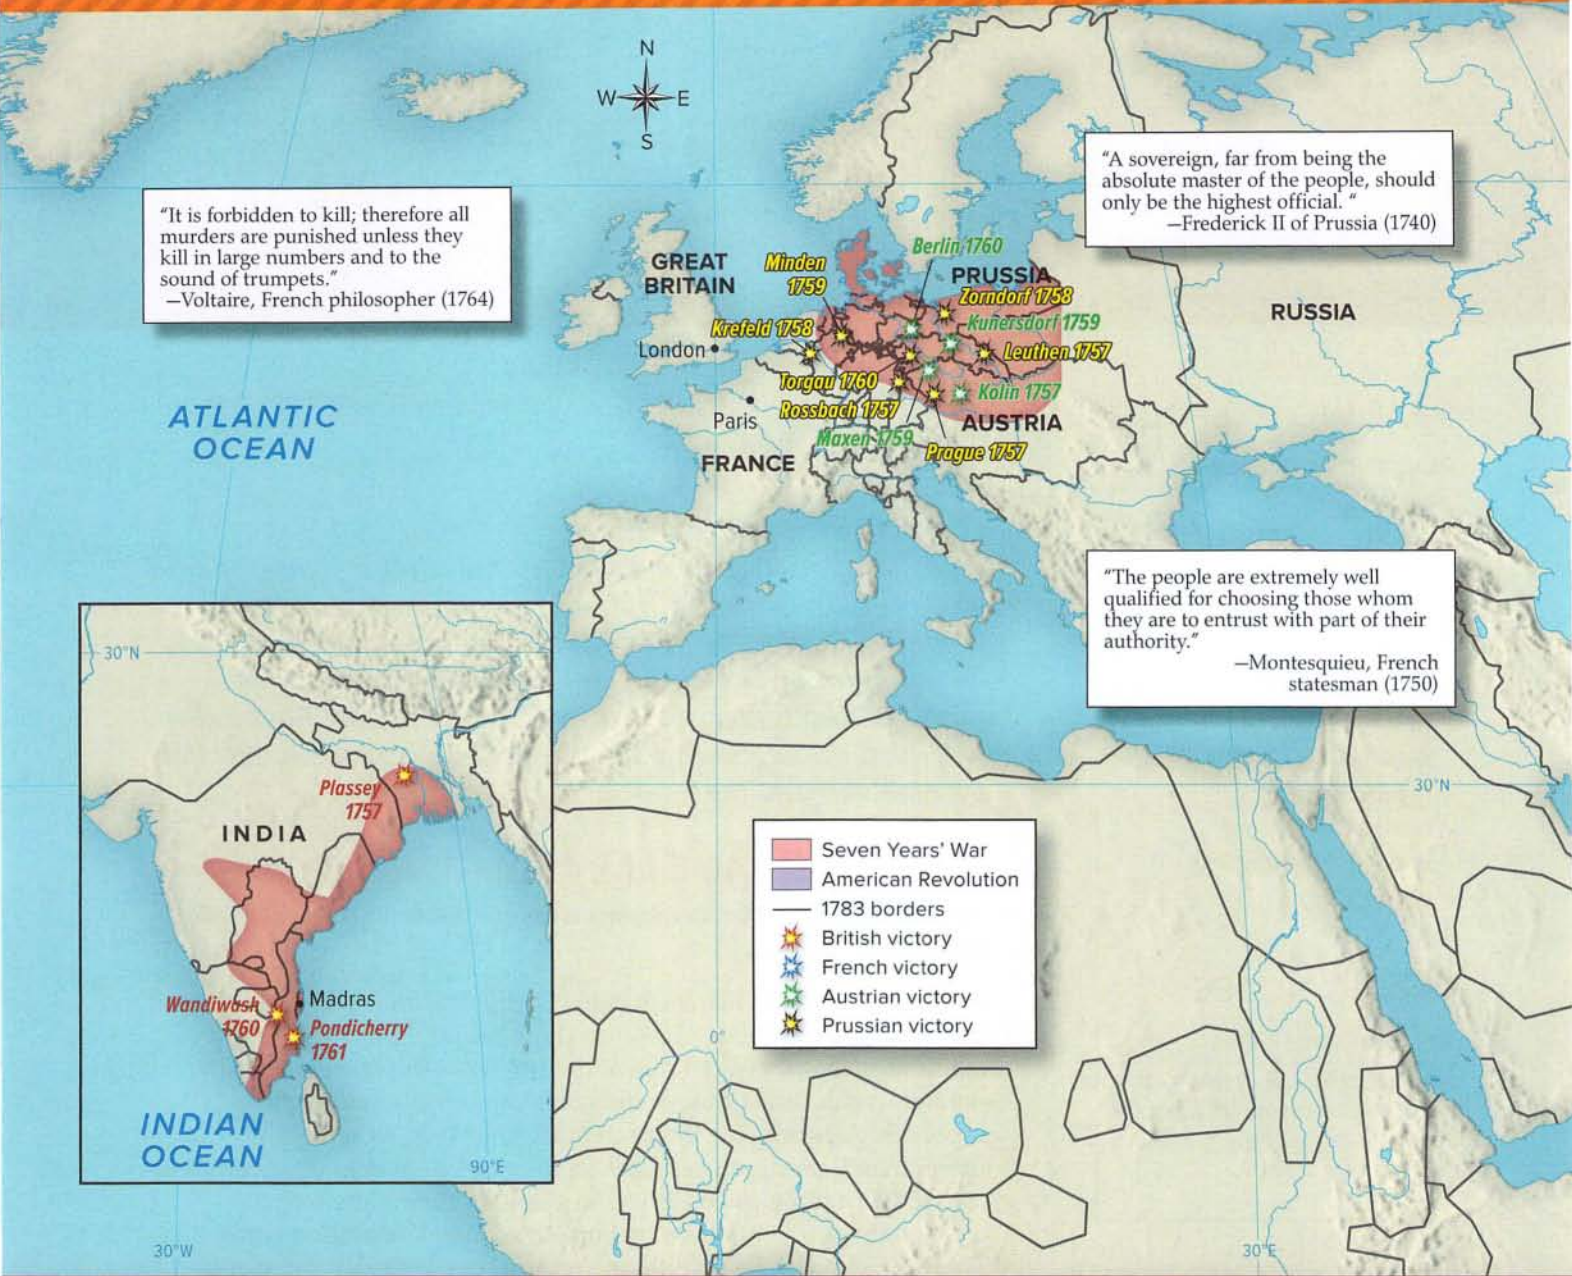 N
W E
S
"A sovereign, far from being the
absolute master of the people, should
only be the highest official. "
—Frederick II of Prussia (1740)
"It is forbidden to kill; therefore all
murders are punished unless they
kill in large numbers and to the
sound of trumpets."
—Voltaire, French philosopher (1764)
GREAT
BRITAIN
Minden
1759
Berlin 1760
PRUSSIA
Zorndorf 1758
Kunersdorf 1759
Krefeld 1758
London
Leuthen 1757
RUSSIA
Torgau 1760
Kolin 1757
Rossbach 1757
Paris
AUSTRIA
Maxen 1759
Prague 1757
FRANCE
ATLANTIC
OCEAN
"The people are extremely well
qualified for choosing those whom
they are to entrust with part of their
authority."
—Montesquieu, French
statesman (1750)
30°N
Plassey
1757
INDIA
Wandiwash
1760
Madras
Pondicherry
1761
INDIAN
OCEAN
90°E
30°N
Seven Years' War
American Revolution
1783 borders
British victory
French victory
Austrian victory
Prussian victory
0°
30°W
30°E